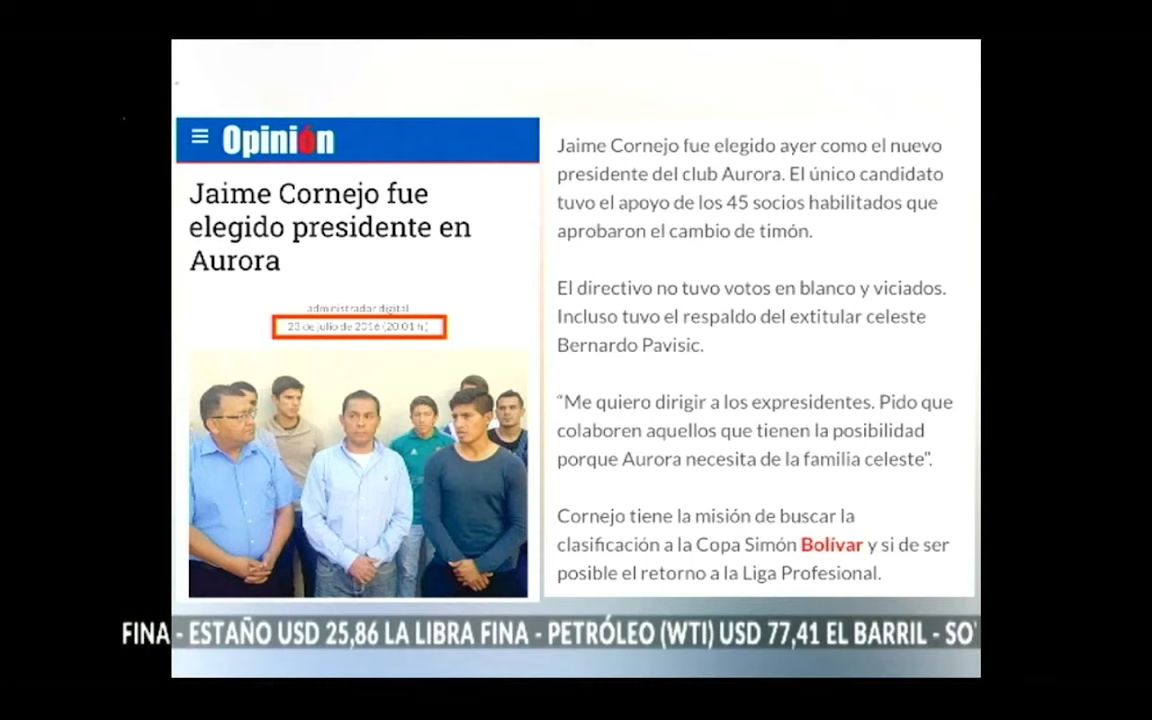 Opinión
Jaime Cornejo fue
elegido presidente en
Aurora
administrador digital
23 de julio de 2016 (20:01 h.)
Jaime Cornejo fue elegido ayer como el nuevo
presidente del club Aurora. El único candidato
tuvo el apoyo de los 45 socios habilitados que
aprobaron el cambio de timón.
El directivo no tuvo votos en blanco y viciados.
Incluso tuvo el respaldo del extitular celeste
Bernardo Pavisic.
“Me quiero dirigir a los expresidentes. Pido que
colaboren aquellos que tienen la posibilidad
porque Aurora necesita de la familia celeste”.
Cornejo tiene la misión de buscar la
clasificación a la Copa Simón Bolívar y si de ser
posible el retorno a la Liga Profesional.
FINA - ESTAÑO USD 25,86 LA LIBRA FINA - PETRÓLEO (WTI) USD 77,41 EL BARRIL - SO